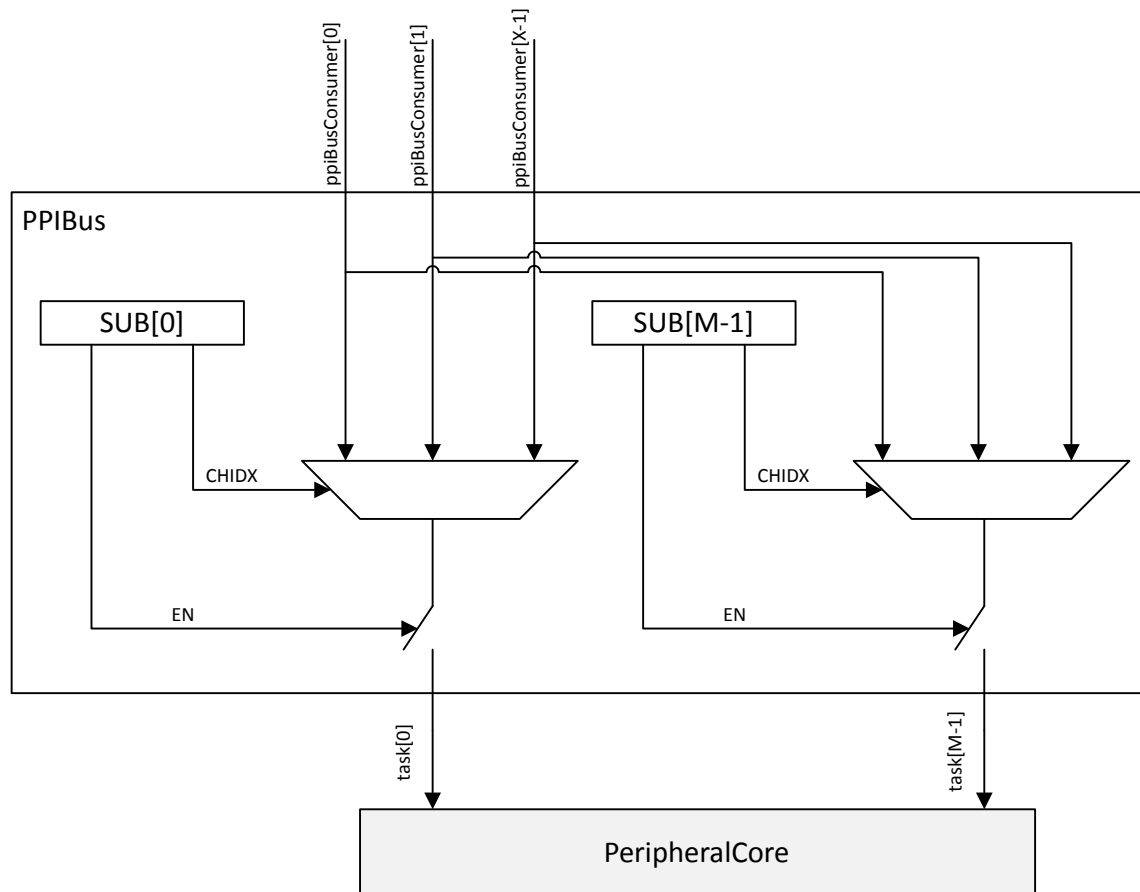 ppiBusConsumer[0]
ppiBusConsumer[1]
ppiBusConsumer[X-1]
PPIBus
SUB[0]
SUB[M-1]
CHIDX
CHIDX
EN
EN
task[0]
task[M-1]
PeripheralCore